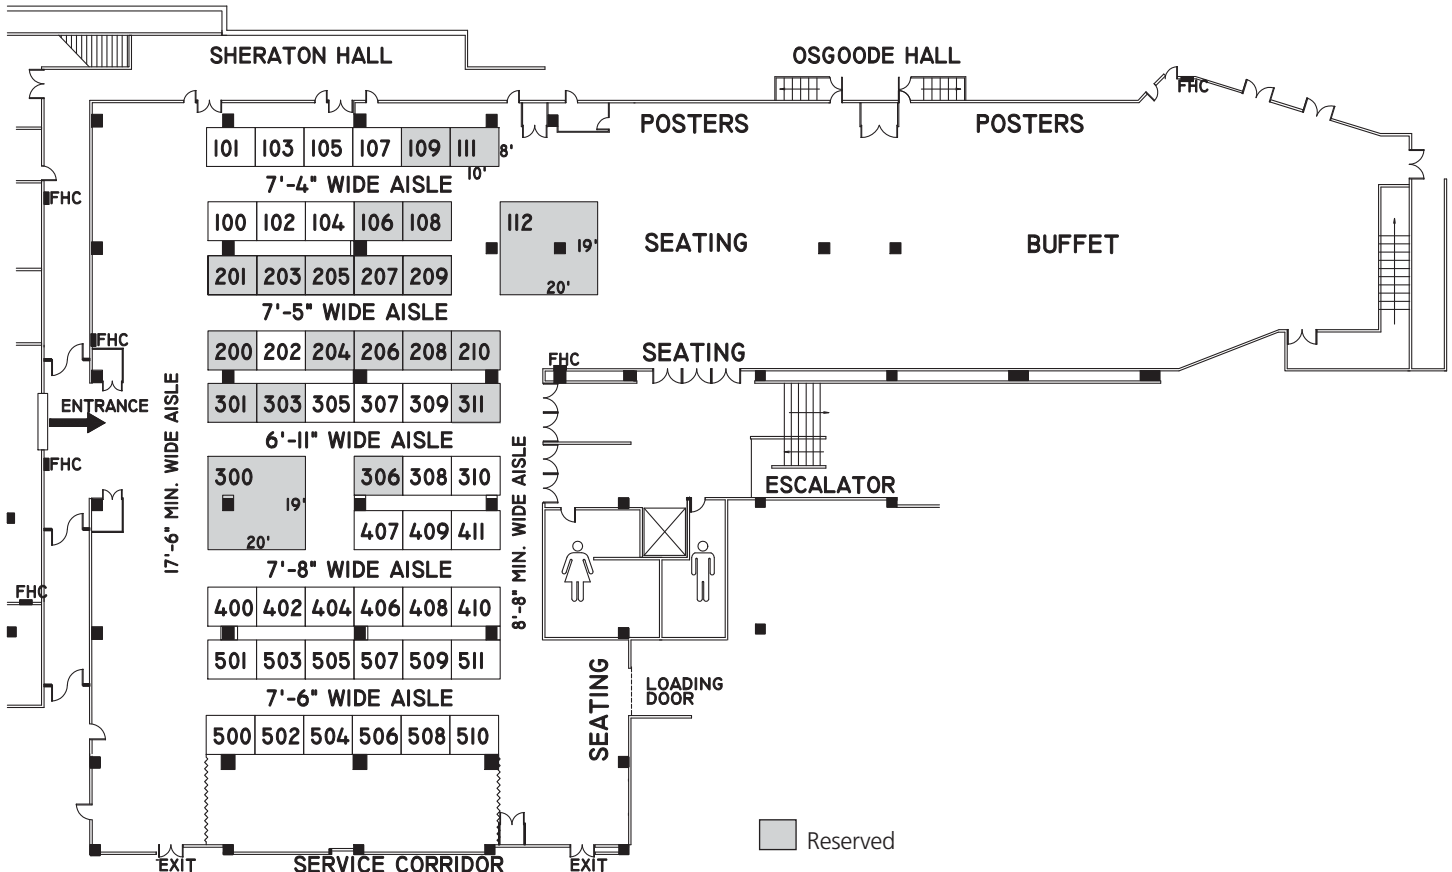 SHERATON HALL
OSGOODE HALL
FHC
POSTERS
POSTERS
101 103 105 107 109 111
8'
10'
7'-4" WIDE AISLE
FHC
100 102 104 106 108
112
19'
20'
SEATING
BUFFET
201 203 205 207 209
7'-5" WIDE AISLE
FHC
200 202 204 206 208 210
SEATING
FHC
301 303 305 307 309 311
ENTRANCE
17'-6" MIN. WIDE AISLE
6'-11" WIDE AISLE
8'-8" MIN. WIDE AISLE
FHC
300
19'
20'
306 308 310
ESCALATOR
407 409 411
7'-8" WIDE AISLE
FHC
400 402 404 406 408 410
501 503 505 507 509 511
SEATING
LOADING
DOOR
7'-6" WIDE AISLE
500 502 504 506 508 510
Reserved
EXIT
SERVICE CORRIDOR
EXIT